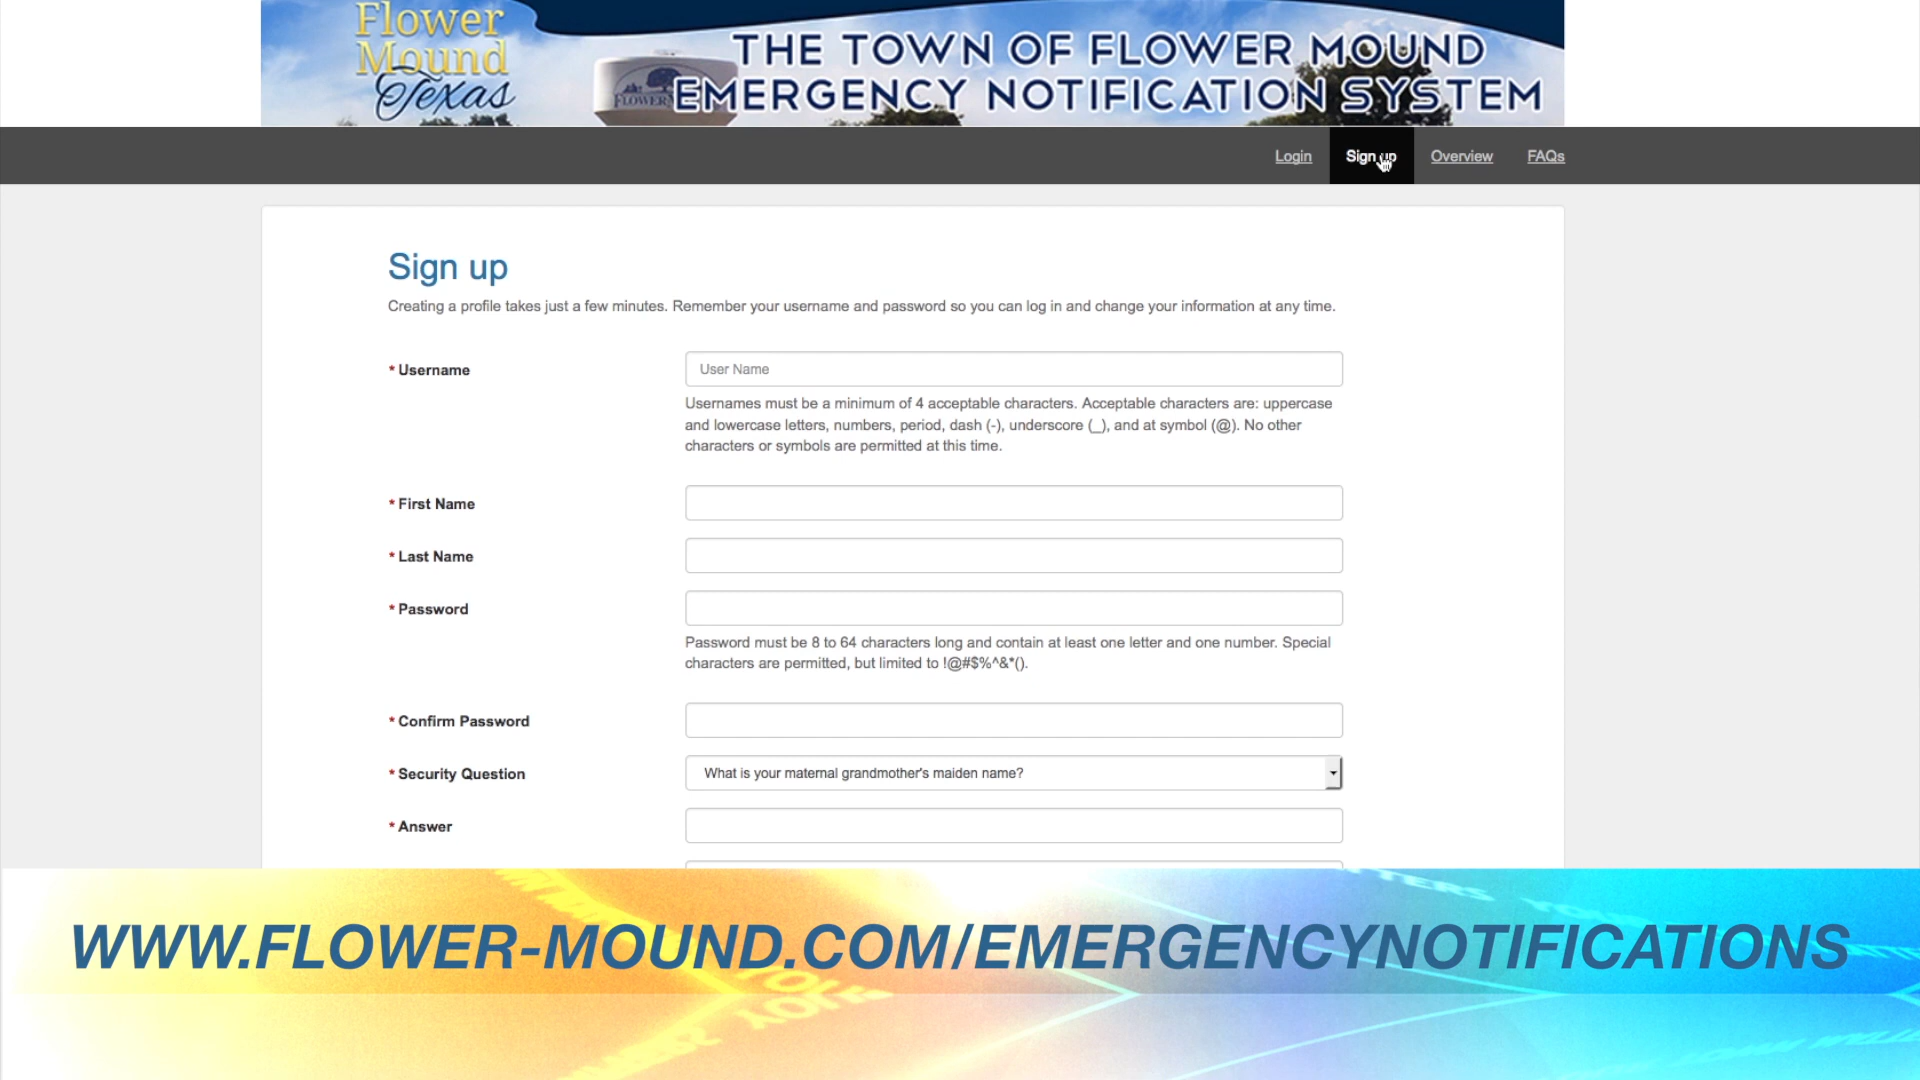 Flower
Mound
Texas
FLOWER
THE TOWN OF FLOWER MOUND
EMERGENCY NOTIFICATION SYSTEM
Login
Sign up
Overview
FAQs
Sign up
Creating a profile takes just a few minutes. Remember your username and password so you can log in and change your information at any time.
* Username
User Name
Usernames must be a minimum of 4 acceptable characters. Acceptable characters are: uppercase
and lowercase letters, numbers, period, dash (-), underscore (_), and at symbol (@). No other
characters or symbols are permitted at this time.
* First Name
* Last Name
* Password
Password must be 8 to 64 characters long and contain at least one letter and one number. Special
characters are permitted, but limited to !@#$%^&*().
* Confirm Password
* Security Question
What is your maternal grandmother's maiden name?
* Answer
WWW.FLOWER-MOUND.COM/EMERGENCYNOTIFICATIONS